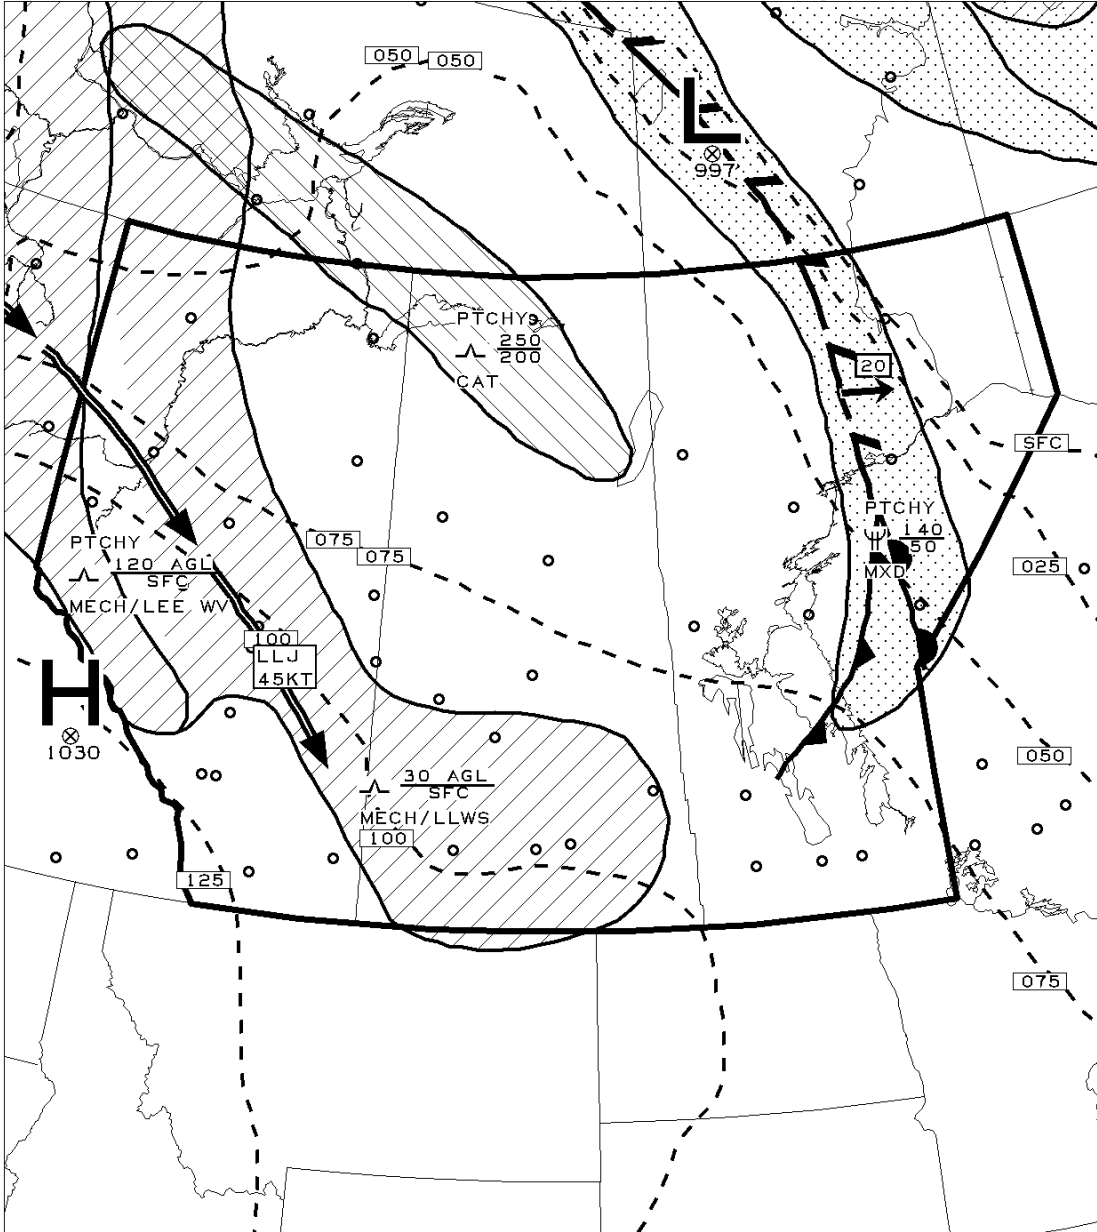 050
050
L
997
PTCHY
250
200
CAT
20
SFC
PTCHY
140
50
MXD
075
075
025
PTCHY
120 AGL
SFC
MECH/LEE WV
100
LLJ
45KT
H
1030
050
30 AGL
SFC
MECH/LLWS
100
125
075